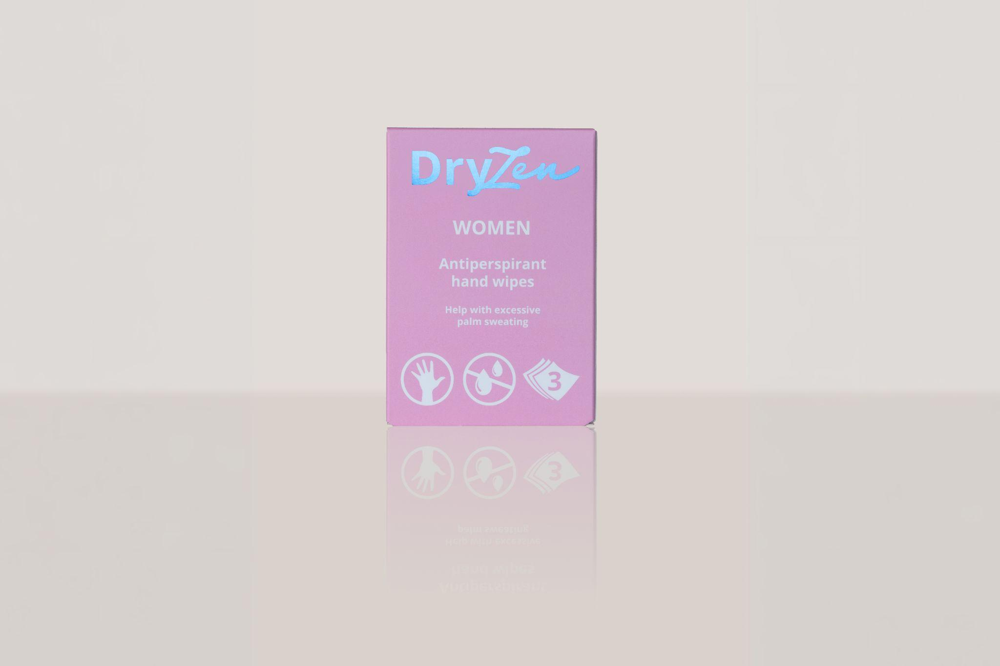 DryZen
WOMEN
Antiperspirant
hand wipes
Help with excessive
palm sweating
3